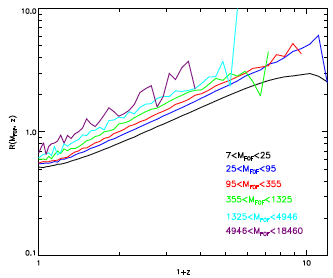 10.0
1.0
0.1
R(M_FOF, z)
7<M_FOF<25
25<M_FOF<95
95<M_FOF<355
355<M_FOF<1325
1325<M_FOF<4946
4946<M_FOF<18460
1
10
1+z